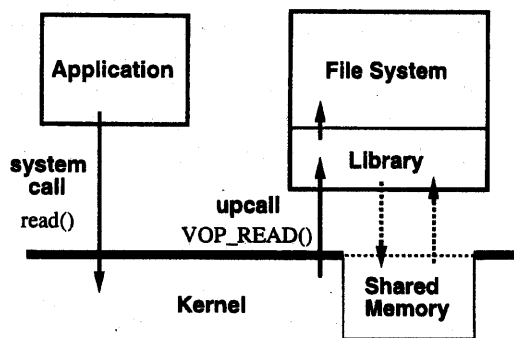 Application
File System
Library
system
call
read()
upcall
VOP_READ()
Kernel
Shared
Memory